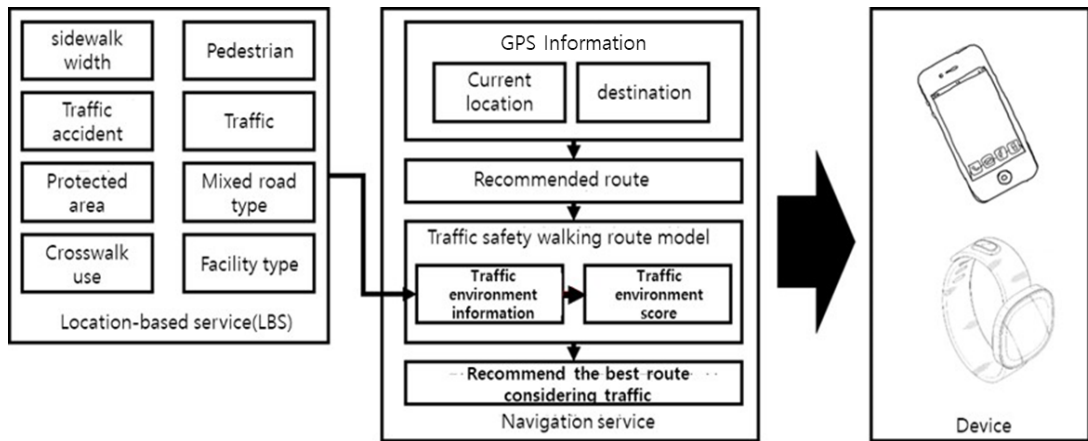 sidewalk
width
Pedestrian
Traffic
accident
Traffic
Protected
area
Mixed road
type
Crosswalk
use
Facility type
Location-based service(LBS)
GPS Information
Current
location
destination
Recommended route
Traffic safety walking route model
Traffic
environment
information
Traffic
environment
score
Recommend the best route
considering traffic
Navigation service
Device